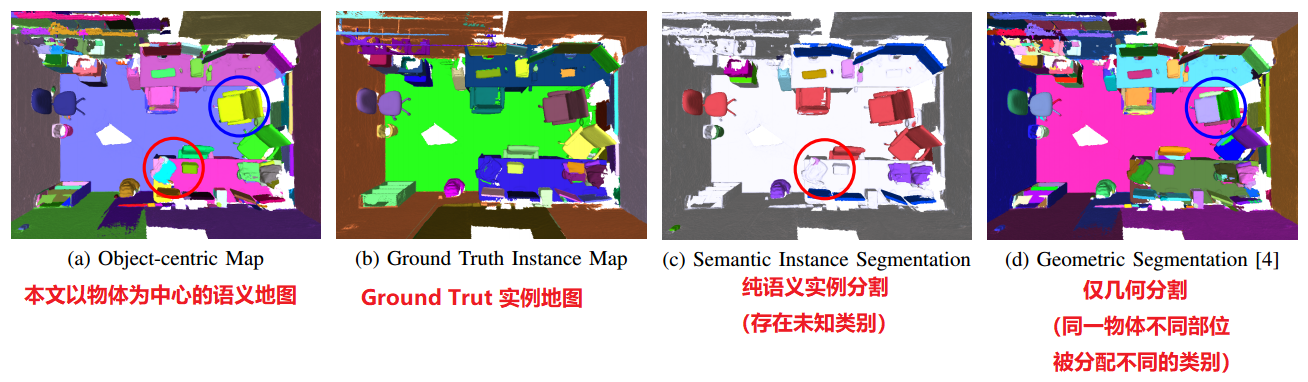 (a) Object-centric Map
(b) Ground Truth Instance Map
(c) Semantic Instance Segmentation
(d) Geometric Segmentation [4]
本文以物体为中心的语义地图
Ground Trut 实例地图
纯语义实例分割
（存在未知类别）
仅几何分割
（同一物体不同部位
被分配不同的类别）